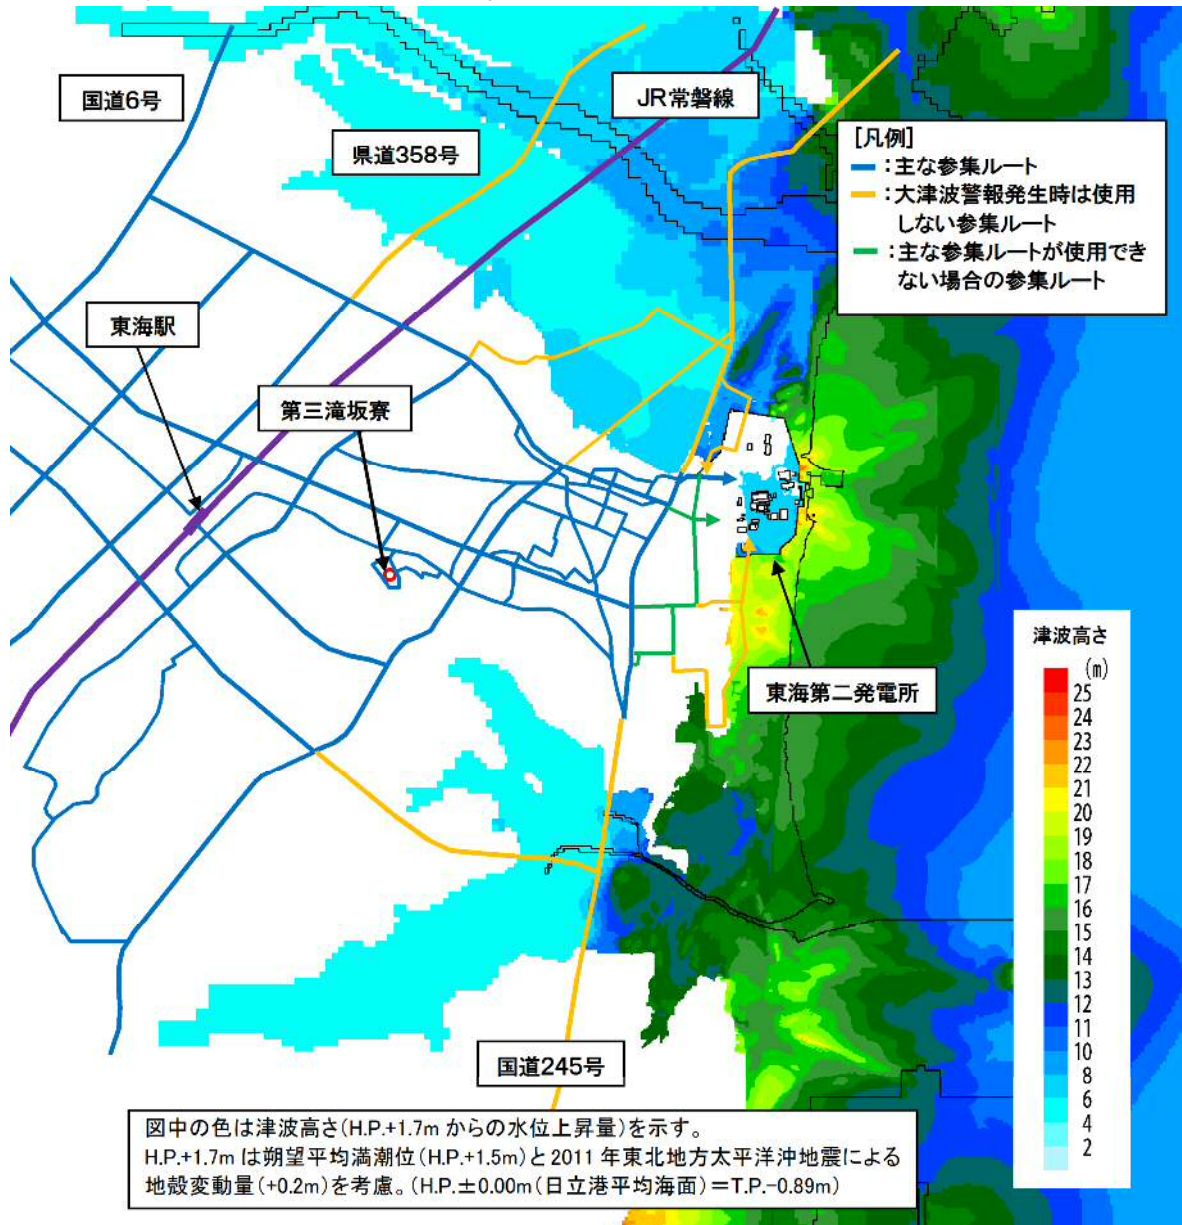 国道6号
県道358号
JR常磐線
[凡例]
:主な参集ルート
:大津波警報発生時は使用
しない参集ルート
:主な参集ルートが使用でき
ない場合の参集ルート
東海駅
第三滝坂寮
東海第二発電所
津波高さ
(m)
25
24
23
22
21
20
19
18
17
16
15
14
13
12
11
10
8
6
4
2
国道245号
図中の色は津波高さ(H.P.+1.7m からの水位上昇量)を示す。
H.P.+1.7m は朔望平均満潮位(H.P.+1.5m)と2011 年東北地方太平洋沖地震による
地殻変動量(+0.2m)を考慮。(H.P.±0.00m(日立港平均海面)=T.P.-0.89m)